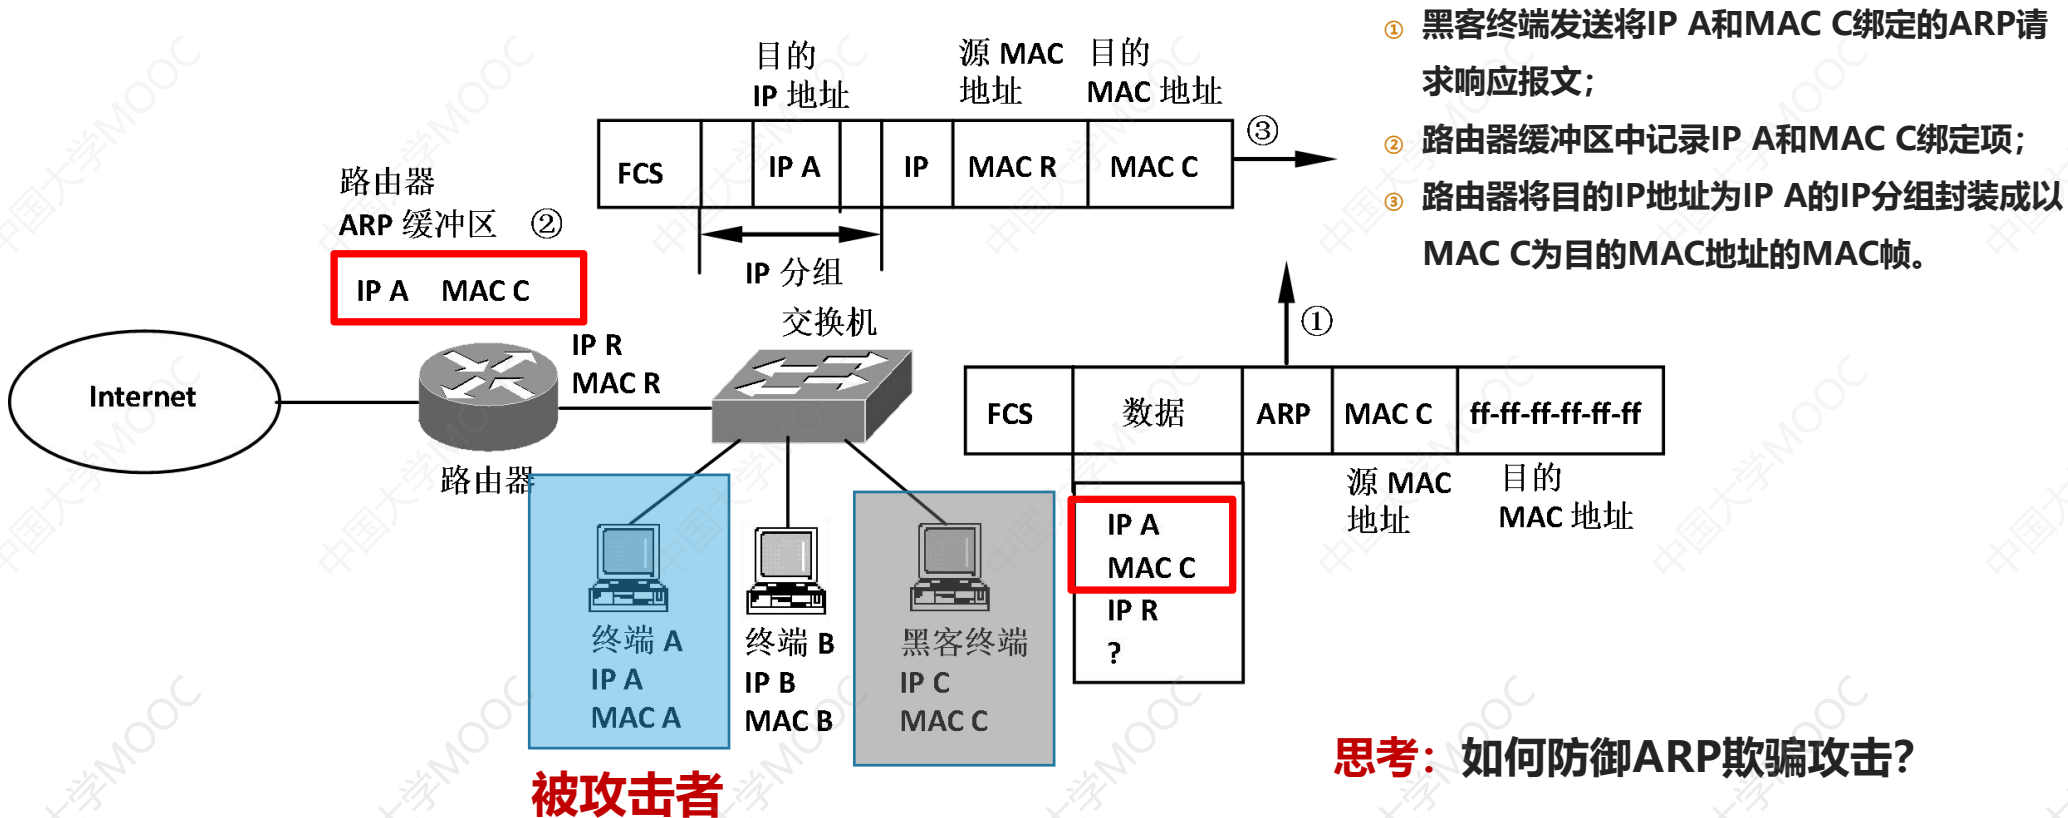 ① 黑客终端发送将IP A和MAC C绑定的ARP请
求响应报文；
② 路由器缓冲区中记录IP A和MAC C绑定项；
③ 路由器将目的IP地址为IP A的IP分组封装成以
MAC C为目的MAC地址的MAC帧。
目的
IP 地址
源 MAC
地址
目的
MAC 地址
FCS IP A IP MAC R MAC C
③
IP 分组
路由器
ARP 缓冲区 ②
IP A MAC C
Internet
IP R
MAC R
路由器
交换机
①
FCS 数据 ARP MAC C ff-ff-ff-ff-ff-ff
源 MAC
地址
目的
MAC 地址
IP A
MAC C
IP R
?
终端 A
IP A
MAC A
终端 B
IP B
MAC B
黑客终端
IP C
MAC C
被攻击者
思考：如何防御ARP欺骗攻击?
中国大学MOOC